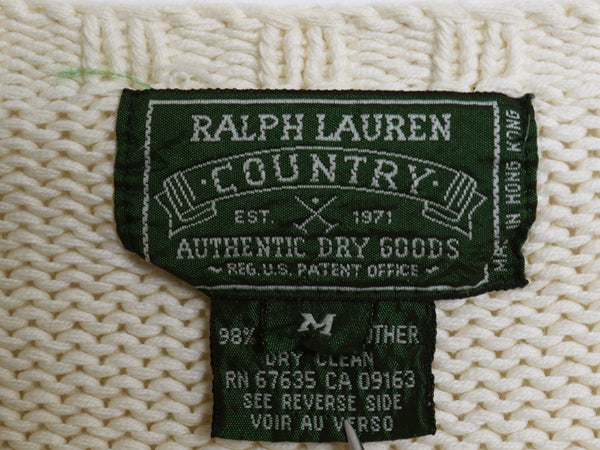 RALPH LAUREN
COUNTRY
EST. 1971
AUTHENTIC DRY GOODS
REG. U.S. PATENT OFFICE
MADE IN HONG KONG
M
98% OTHER
DRY CLEAN
RN 67635 CA 09163
SEE REVERSE SIDE
VOIR AU VERSO